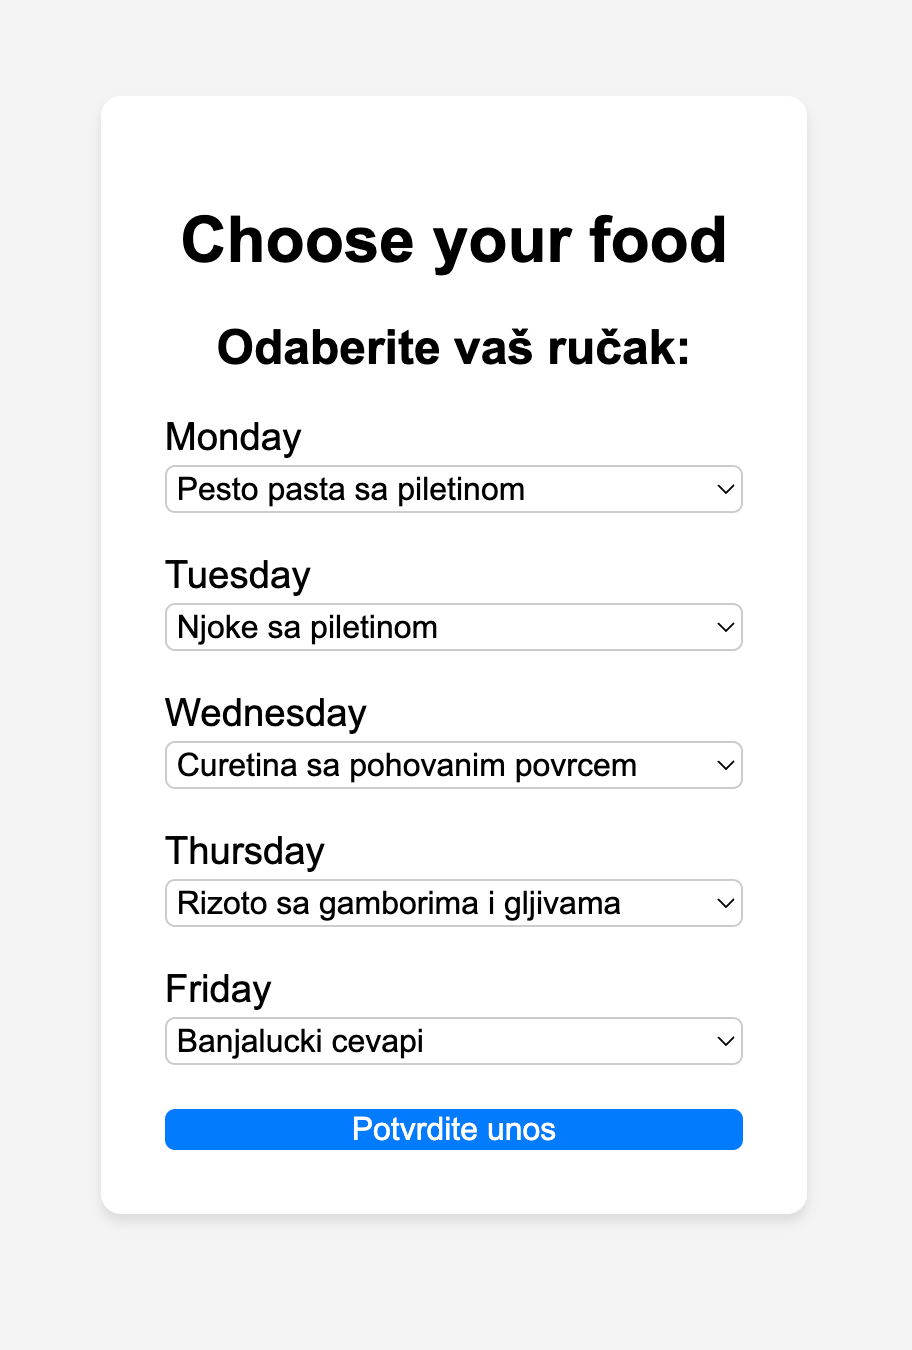 Choose your food
Odaberite vaš ručak:
Monday
Pesto pasta sa piletinom
Tuesday
Njoke sa piletinom
Wednesday
Curetina sa pohovanim povrcem
Thursday
Rizoto sa gamborima i gljivama
Friday
Banjalucki cevapi
Potvrdite unos